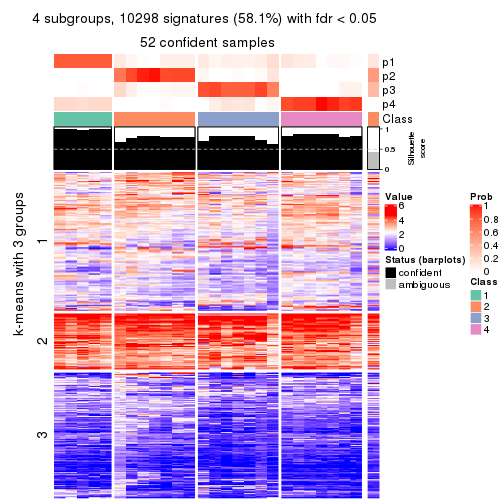 4 subgroups, 10298 signatures (58.1%) with fdr < 0.05
52 confident samples
p1
p2
p3
p4
Class
1
0.5
0
Silhouette
score
k-means with 3 groups
1
2
3
Value
6
4
2
0
Status (barplots)
confident
ambiguous
Prob
1
0.8
0.6
0.4
0.2
0
Class
1
2
3
4